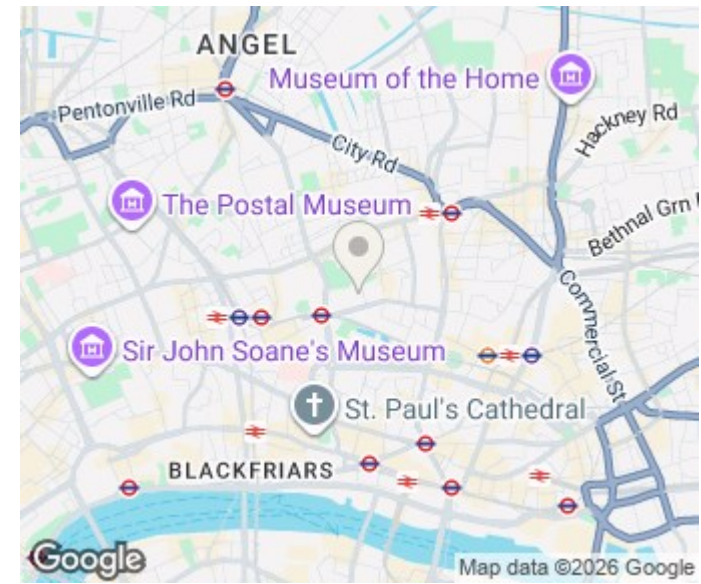 ANGEL
Museum of the Home
Pentonville Rd
Hackney Rd
City Rd
The Postal Museum
Bethnal Grn
Commercial St
Sir John Soane's Museum
St. Paul's Cathedral
BLACKFRIARS
Google
Map data ©2026 Google